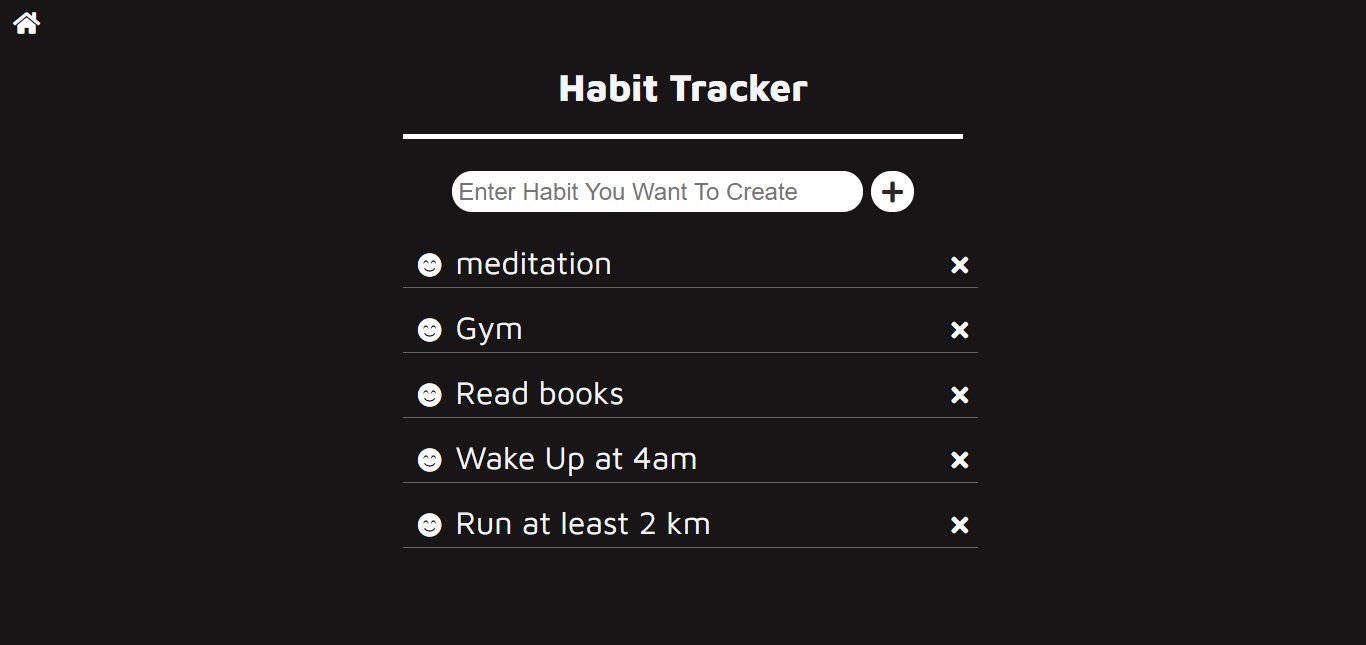 Habit Tracker
Enter Habit You Want To Create
meditation
Gym
Read books
Wake Up at 4am
Run at least 2 km